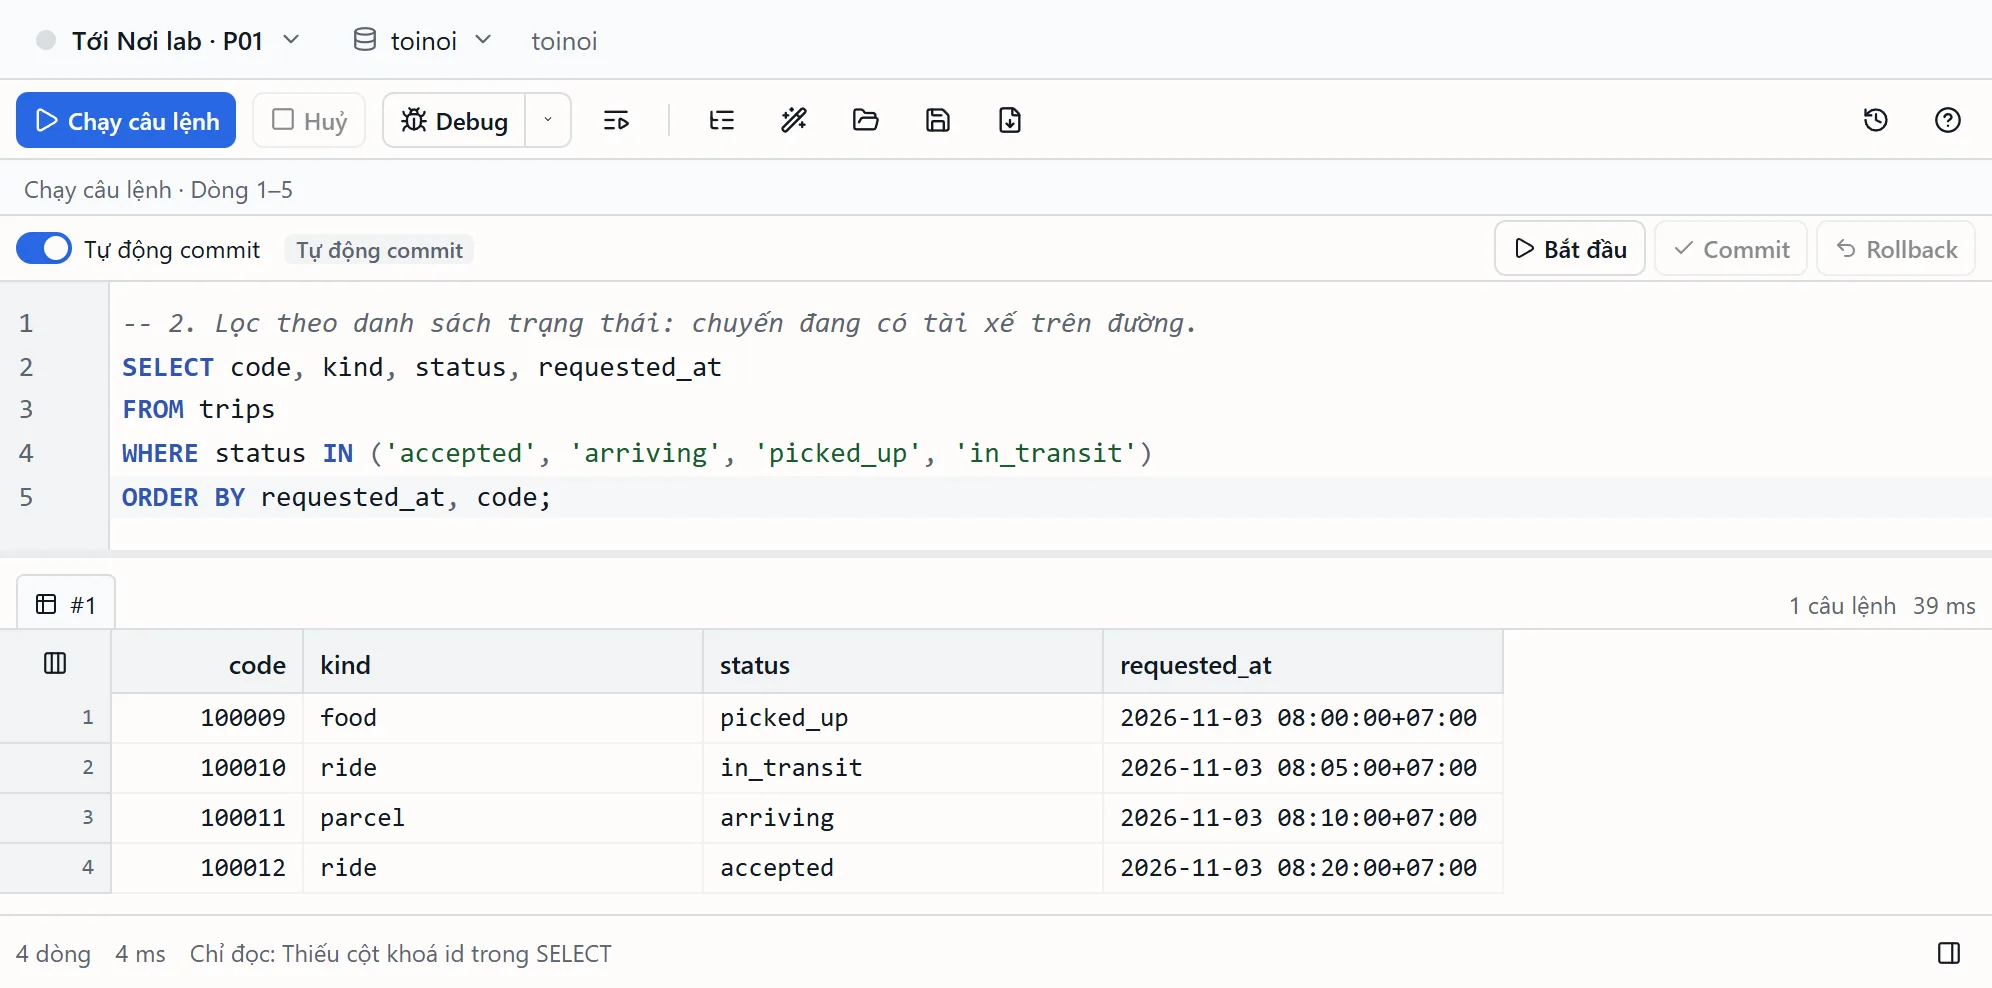 Tới Nơi lab · P01 toinoi toinoi
Chạy câu lệnh Huỷ Debug
Chạy câu lệnh · Dòng 1–5
Tự động commit Tự động commit Bắt đầu Commit Rollback
1 -- 2. Lọc theo danh sách trạng thái: chuyến đang có tài xế trên đường.
2 SELECT code, kind, status, requested_at
3 FROM trips
4 WHERE status IN ('accepted', 'arriving', 'picked_up', 'in_transit')
5 ORDER BY requested_at, code;
#1 1 câu lệnh 39 ms
code kind status requested_at
1 100009 food picked_up 2026-11-03 08:00:00+07:00
2 100010 ride in_transit 2026-11-03 08:05:00+07:00
3 100011 parcel arriving 2026-11-03 08:10:00+07:00
4 100012 ride accepted 2026-11-03 08:20:00+07:00
4 dòng 4 ms Chỉ đọc: Thiếu cột khoá id trong SELECT